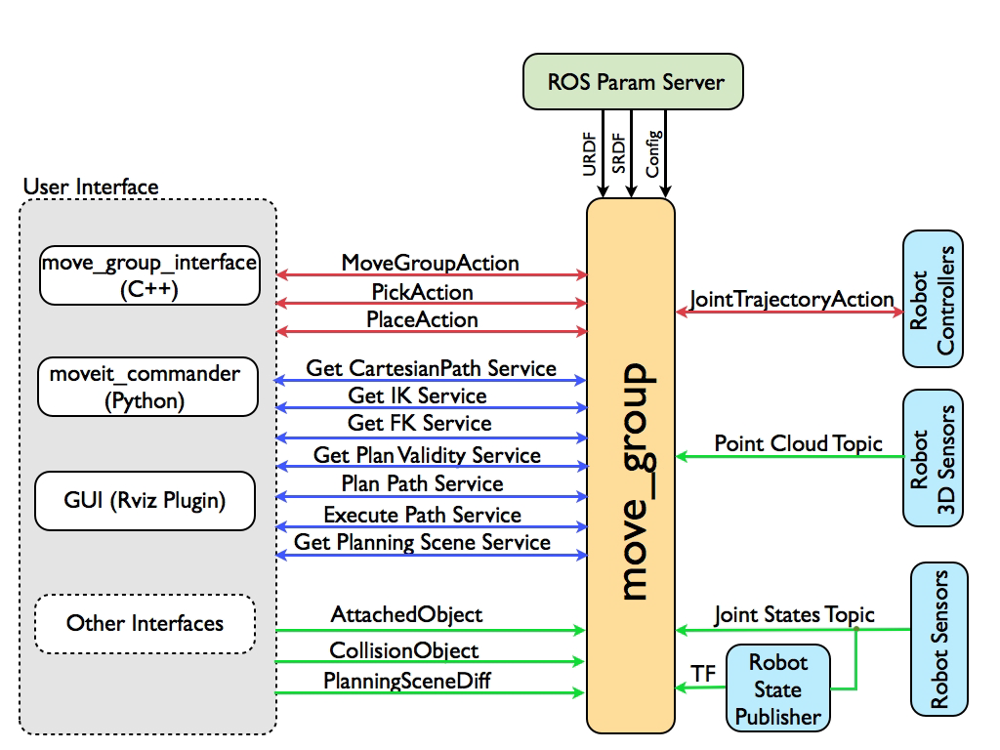 ROS Param Server
URDF
SRDF
Config
User Interface
move_group_interface
(C++)
moveit_commander
(Python)
GUI (Rviz Plugin)
Other Interfaces
MoveGroupAction
PickAction
PlaceAction
Get CartesianPath Service
Get IK Service
Get FK Service
Get Plan Validity Service
Plan Path Service
Execute Path Service
Get Planning Scene Service
AttachedObject
CollisionObject
PlanningSceneDiff
move_group
JointTrajectoryAction
Robot
Controllers
Point Cloud Topic
Robot
3D Sensors
Joint States Topic
Robot Sensors
TF
Robot
State
Publisher